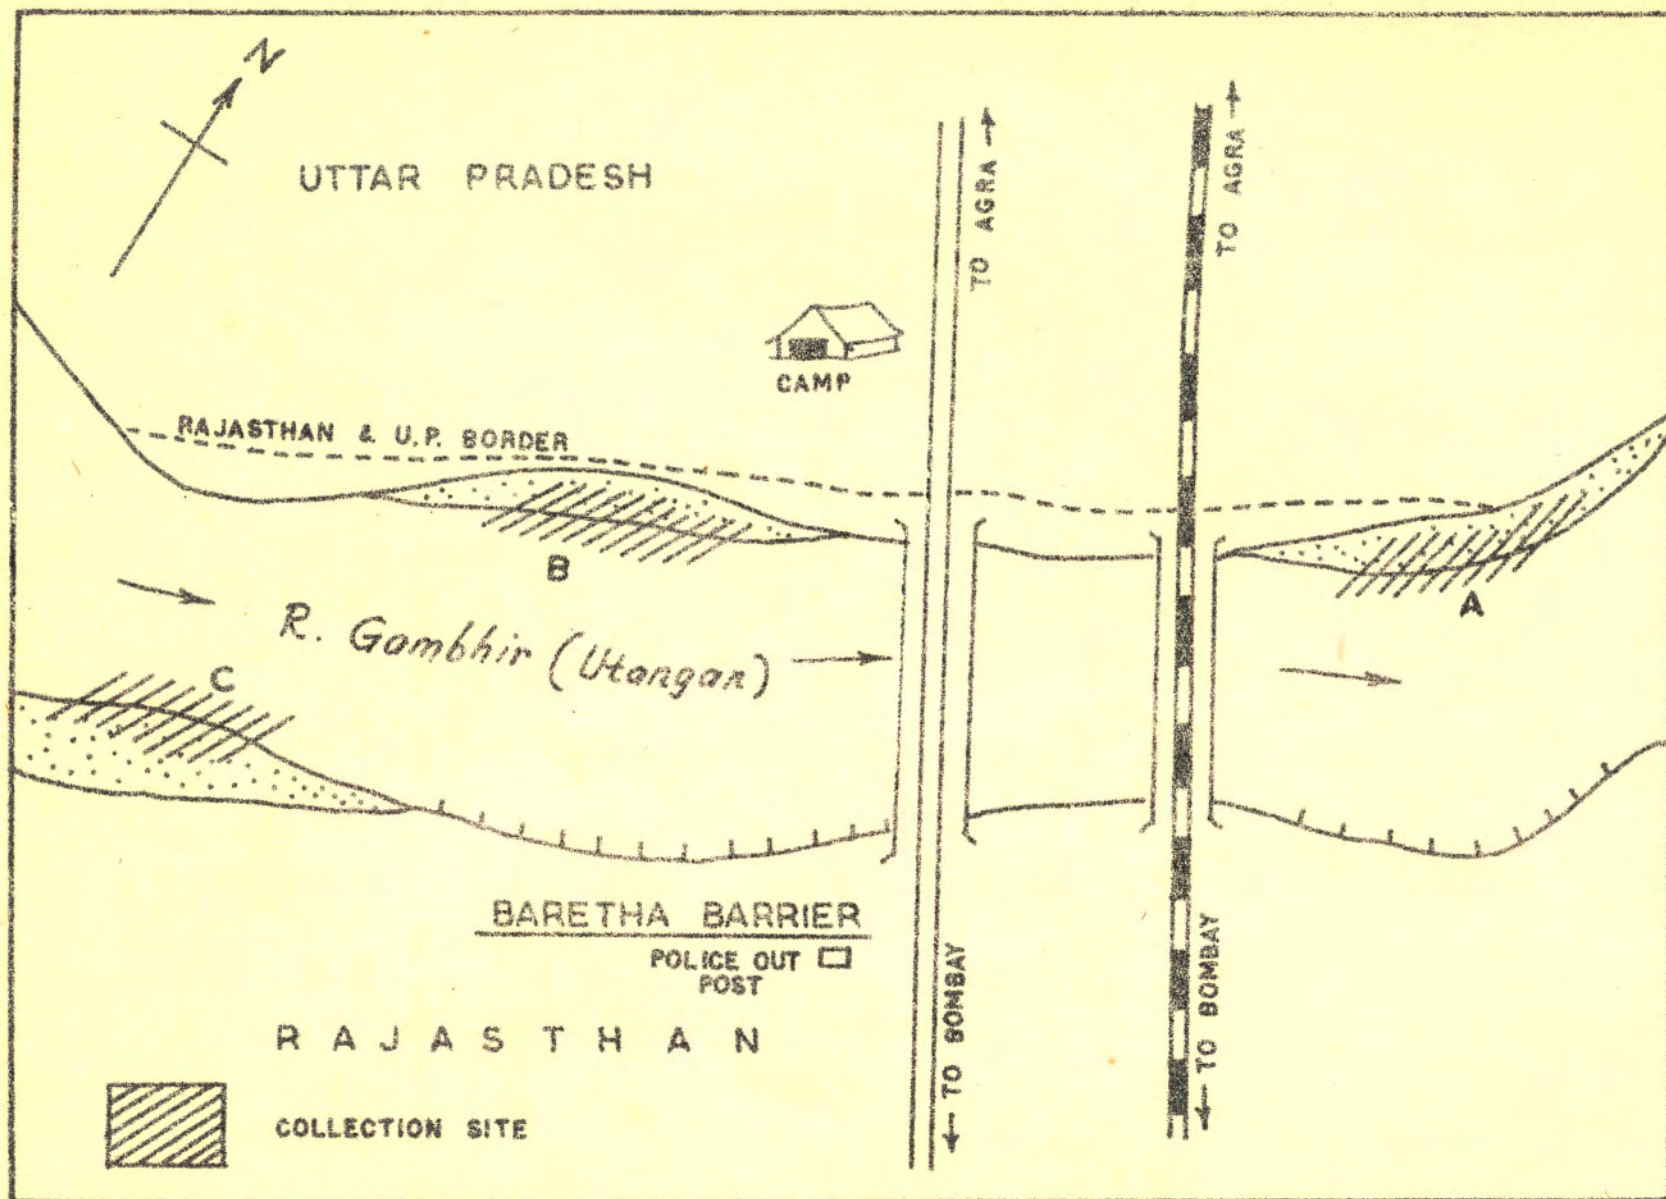 N
UTTAR PRADESH
TO AGRA
TO AGRA
CAMP
RAJASTHAN & U.P. BORDER
B
A
R. Gambhir (Utangan)
C
BARETHA BARRIER
POLICE OUT
POST
TO BOMBAY
TO BOMBAY
RAJASTHAN
COLLECTION SITE